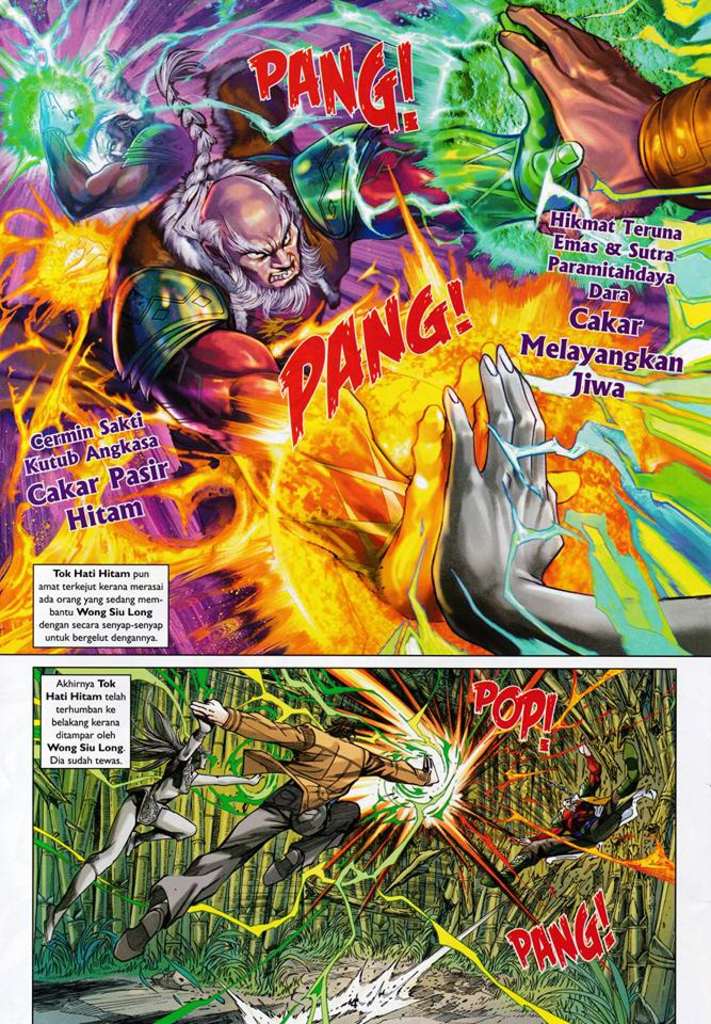 PANG!
Hikmat Teruna
Emas & Sutra
Paramitahdaya
Dara
Cakar
Melayangkan
Jiwa
PANG!
Cermin Sakti
Kutub Angkasa
Cakar Pasir
Hitam
Tok Hati Hitam pun
amat terkejut kerana merasai
ada orang yang sedang mem-
bantu Wong Siu Long
dengan secara senyap-senyap
untuk bergelut dengannya.
Akhirnya Tok
Hati Hitam telah
terhumban ke
belakang kerana
ditampar oleh
Wong Siu Long.
Dia sudah tewas.
POP!
PANG!